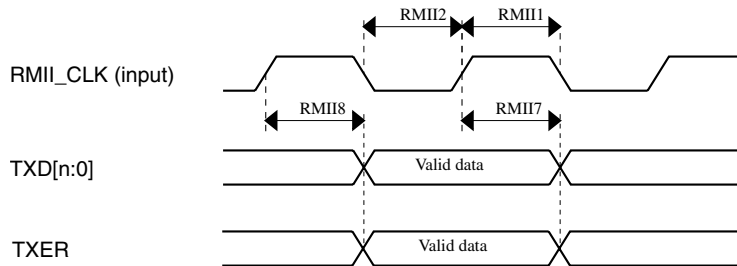 RMII2 RMII1
RMII_CLK (input)
RMII8 RMII7
TXD[n:0] Valid data
TXER Valid data